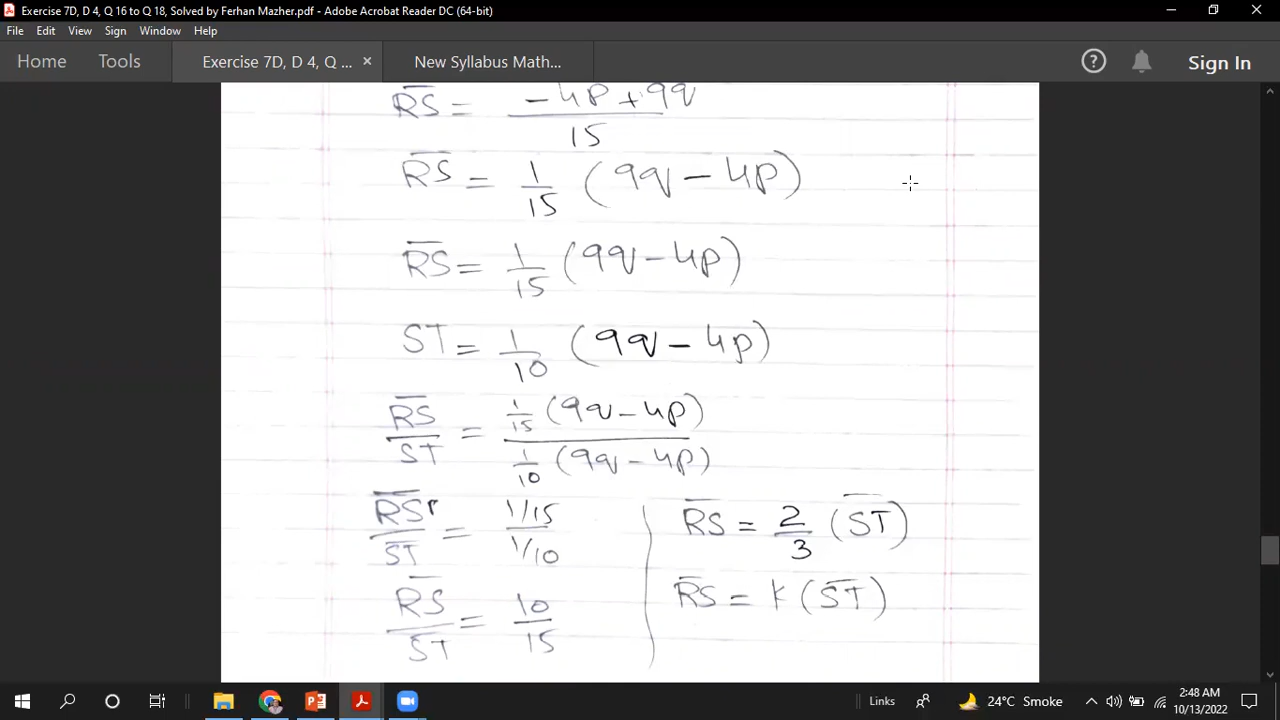 Exercise 7D, D 4, Q 16 to Q 18, Solved by Ferhan Mazher.pdf - Adobe Acrobat Reader DC (64-bit)
File Edit View Sign Window Help
Home Tools Exercise 7D, D 4, Q ... × New Syllabus Math... Sign In
RS = -4p + 9q / 15
RS = 1/15 (9q - 4p)
RS = 1/15 (9q - 4p)
ST = 1/10 (9q - 4p)
RS/ST = 1/15 (9q - 4p) / 1/10 (9q - 4p)
RS/ST = 1/15 / 1/10
RS/ST = 10/15
RS = 2/3 (ST)
RS = k (ST)
Links 24°C Smoke 2:48 AM
10/13/2022